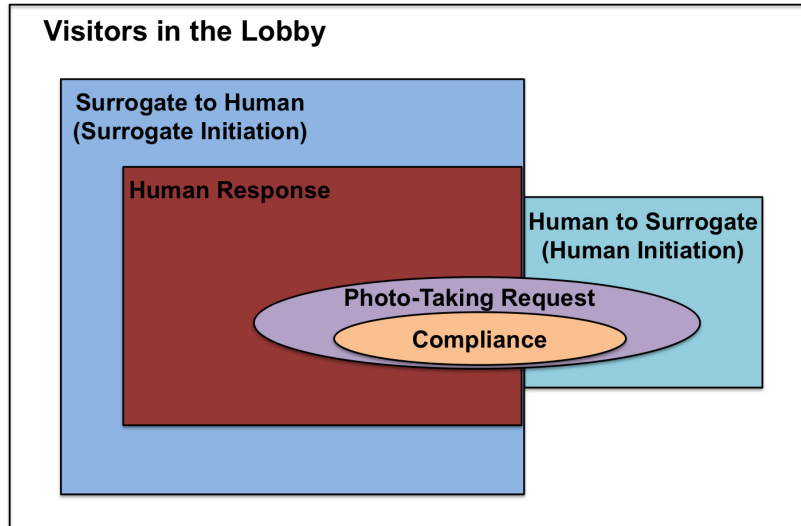 Visitors in the Lobby
Surrogate to Human
(Surrogate Initiation)
Human Response
Human to Surrogate
(Human Initiation)
Photo-Taking Request
Compliance